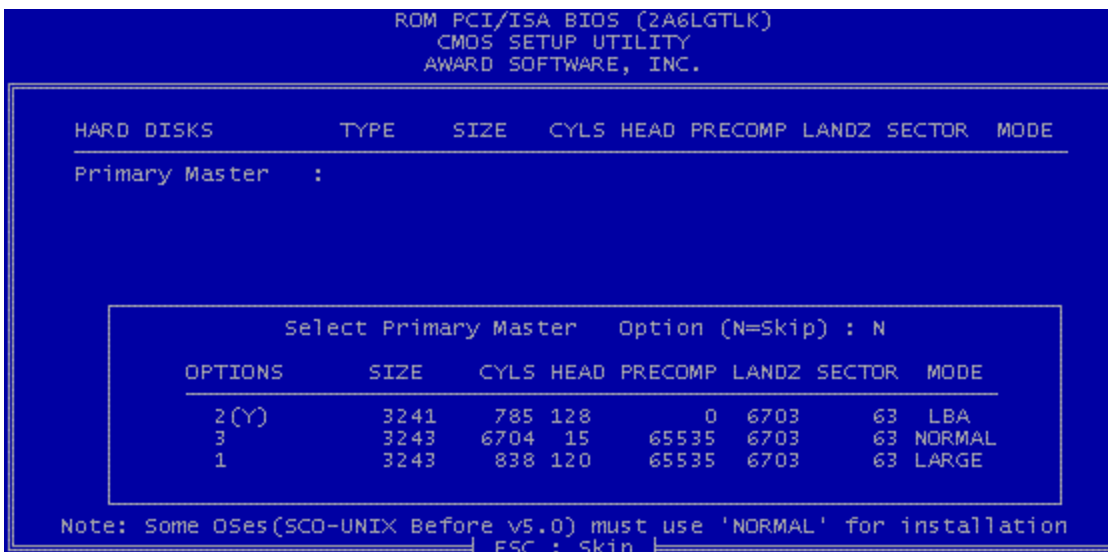 ROM PCI/ISA BIOS (2A6LGTLK)
CMOS SETUP UTILITY
AWARD SOFTWARE, INC.
HARD DISKS TYPE SIZE CYLS HEAD PRECOMP LANDZ SECTOR MODE
Primary Master :
Select Primary Master Option (N=Skip) : N
OPTIONS SIZE CYLS HEAD PRECOMP LANDZ SECTOR MODE
2(Y) 3241 785 128 0 6703 63 LBA
3 3243 6704 15 65535 6703 63 NORMAL
1 3243 838 120 65535 6703 63 LARGE
Note: Some OSes(SCO-UNIX Before v5.0) must use 'NORMAL' for installation
ESC : Skip